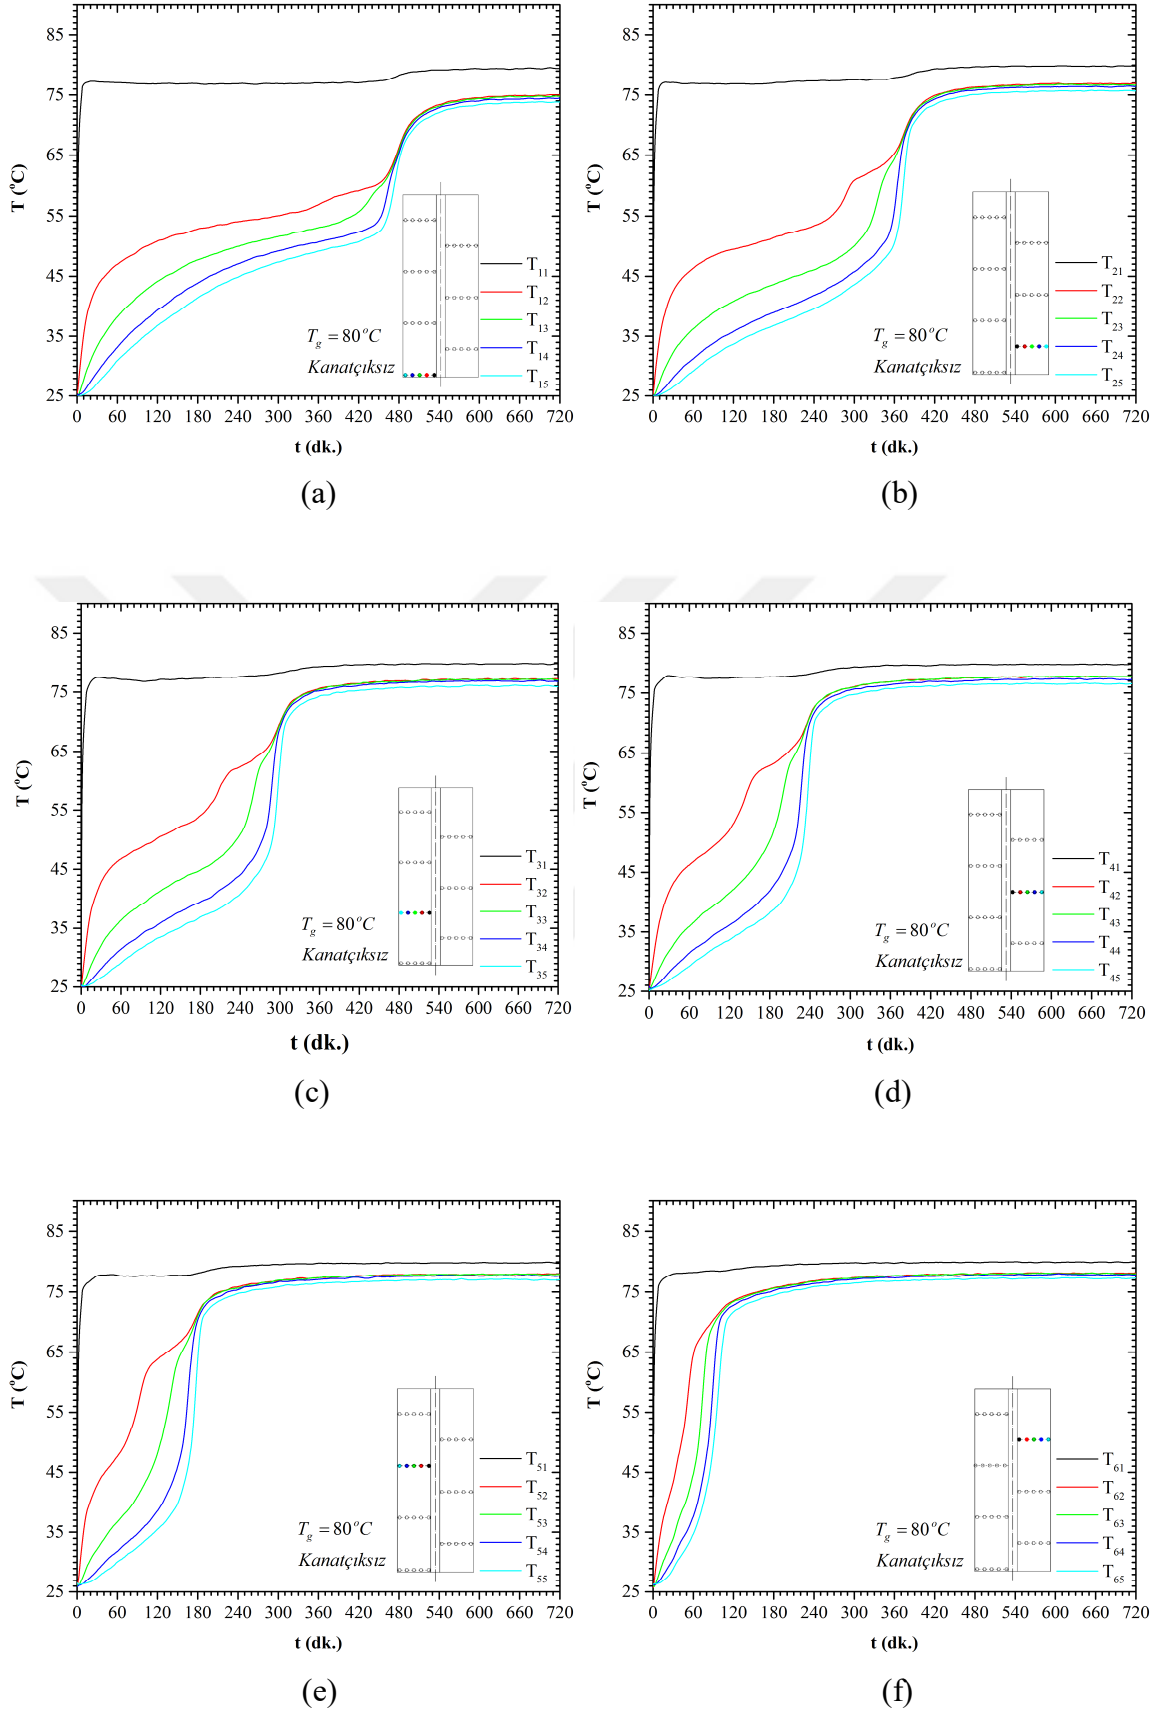 85
75
65
55
45
35
25
T (°C)
0 60 120 180 240 300 360 420 480 540 600 660 720
t (dk.)
T₁₁
T₁₂
T₁₃
T₁₄
T₁₅
T_g = 80 °C
Kanatçıksız
(a)
85
75
65
55
45
35
25
T (°C)
0 60 120 180 240 300 360 420 480 540 600 660 720
t (dk.)
T₂₁
T₂₂
T₂₃
T₂₄
T₂₅
T_g = 80 °C
Kanatçıksız
(b)
85
75
65
55
45
35
25
T (°C)
0 60 120 180 240 300 360 420 480 540 600 660 720
t (dk.)
T₃₁
T₃₂
T₃₃
T₃₄
T₃₅
T_g = 80 °C
Kanatçıksız
(c)
85
75
65
55
45
35
25
T (°C)
0 60 120 180 240 300 360 420 480 540 600 660 720
t (dk.)
T₄₁
T₄₂
T₄₃
T₄₄
T₄₅
T_g = 80 °C
Kanatçıksız
(d)
85
75
65
55
45
35
25
T (°C)
0 60 120 180 240 300 360 420 480 540 600 660 720
t (dk.)
T₅₁
T₅₂
T₅₃
T₅₄
T₅₅
T_g = 80 °C
Kanatçıksız
(e)
85
75
65
55
45
35
25
T (°C)
0 60 120 180 240 300 360 420 480 540 600 660 720
t (dk.)
T₆₁
T₆₂
T₆₃
T₆₄
T₆₅
T_g = 80 °C
Kanatçıksız
(f)